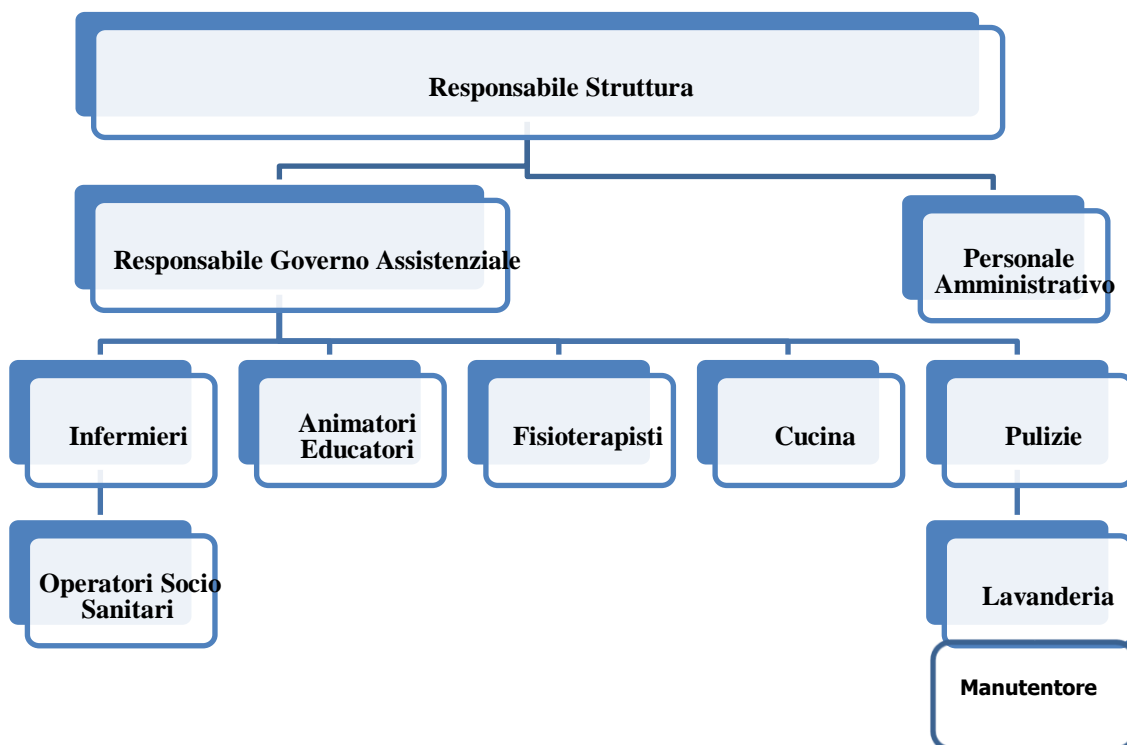 Responsabile Struttura
Responsabile Governo Assistenziale
Personale
Amministrativo
Infermieri
Animatori
Educatori
Fisioterapisti
Cucina
Pulizie
Operatori Socio
Sanitari
Lavanderia
Manutentore